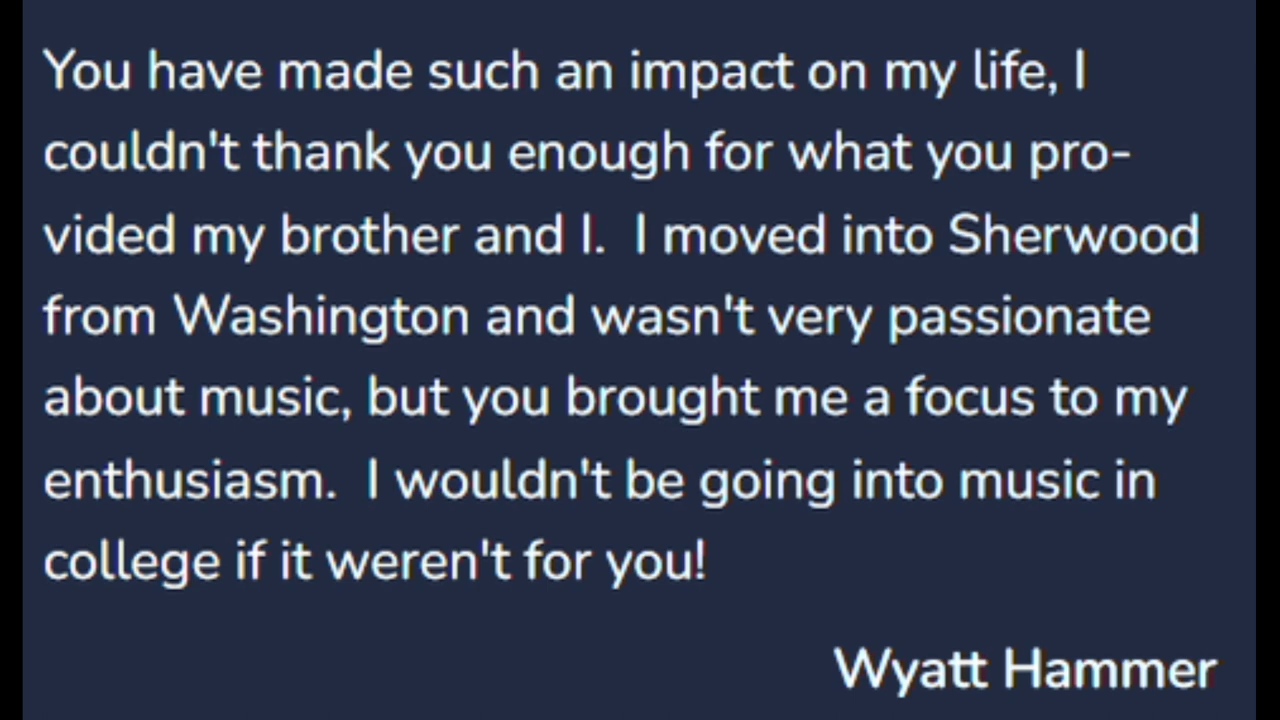 You have made such an impact on my life, I
couldn't thank you enough for what you pro-
vided my brother and I.  I moved into Sherwood
from Washington and wasn't very passionate
about music, but you brought me a focus to my
enthusiasm.  I wouldn't be going into music in
college if it weren't for you!
Wyatt Hammer